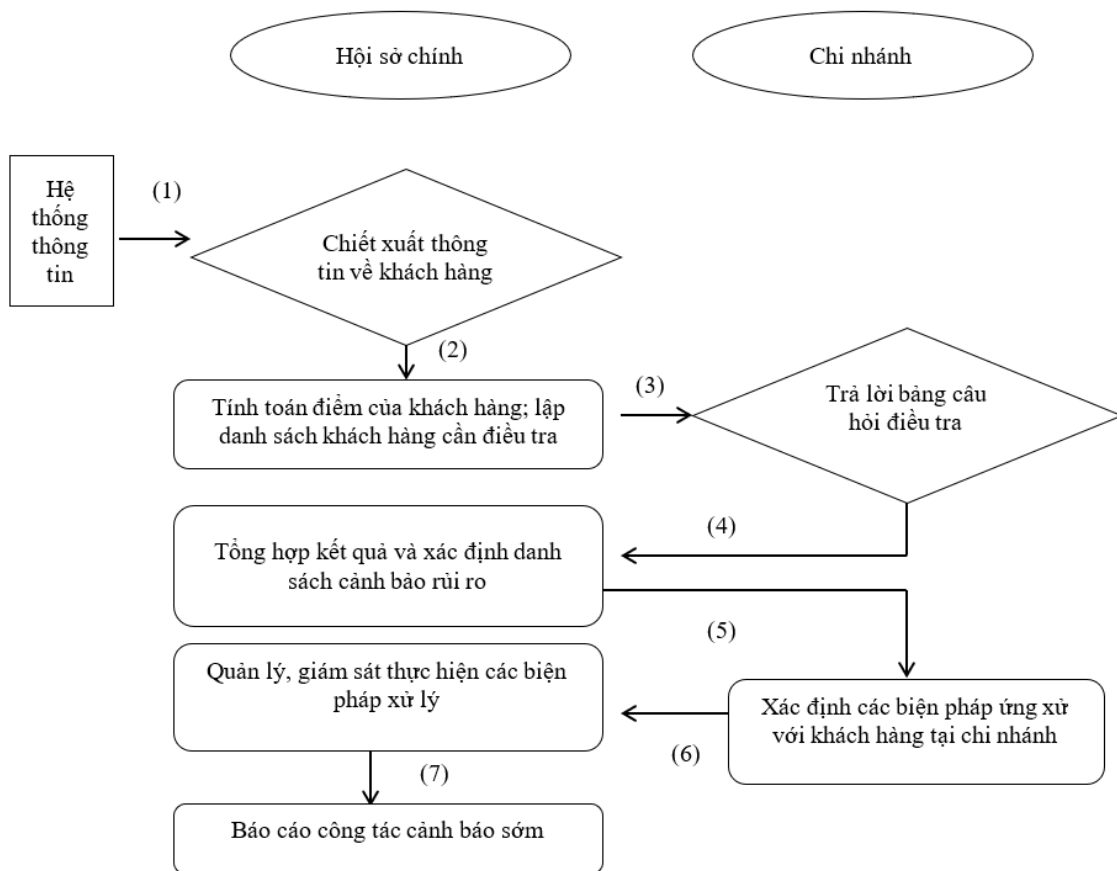 Hội sở chính
Chi nhánh
Hệ
thống
thông
tin
(1)
Chiết xuất thông
tin về khách hàng
(2)
Tính toán điểm của khách hàng; lập
danh sách khách hàng cần điều tra
(3)
Trả lời bảng câu
hỏi điều tra
(4)
Tổng hợp kết quả và xác định danh
sách cảnh bảo rủi ro
(5)
Quản lý, giám sát thực hiện các biện
pháp xử lý
Xác định các biện pháp ứng xử
với khách hàng tại chi nhánh
(6)
(7)
Báo cáo công tác cảnh báo sớm